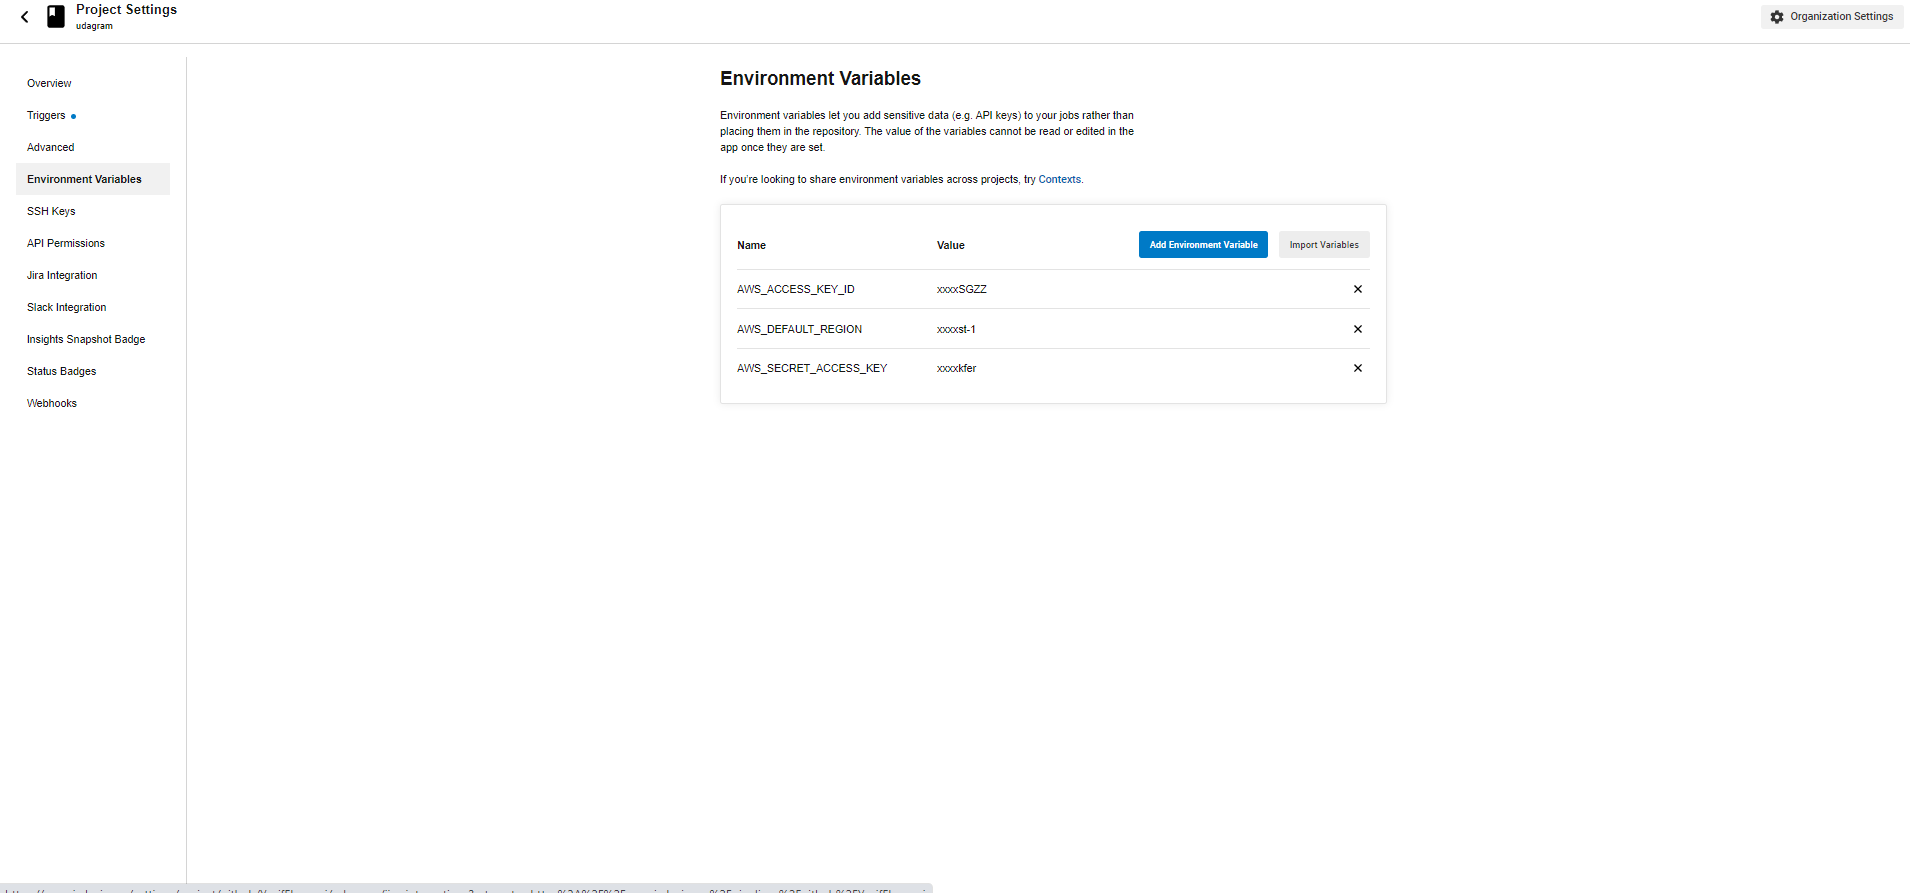 Project Settings
udagram
Organization Settings
Overview
Triggers
Advanced
Environment Variables
SSH Keys
API Permissions
Jira Integration
Slack Integration
Insights Snapshot Badge
Status Badges
Webhooks
Environment Variables
Environment variables let you add sensitive data (e.g. API keys) to your jobs rather than
placing them in the repository. The value of the variables cannot be read or edited in the
app once they are set.
If you're looking to share environment variables across projects, try Contexts.
Name Value Add Environment Variable Import Variables
AWS_ACCESS_KEY_ID xxxxSGZZ
AWS_DEFAULT_REGION xxxxst-1
AWS_SECRET_ACCESS_KEY xxxxkfer